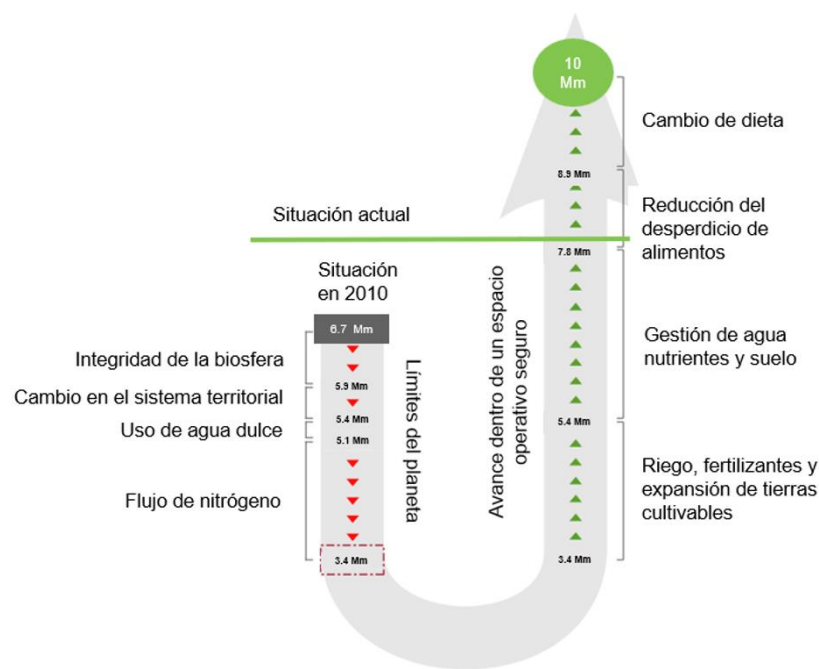 10
Mm
Cambio de dieta
8.9 Mm
Reducción del
desperdicio de
alimentos
Situación actual
7.8 Mm
Situación
en 2010
6.7 Mm
Integridad de la biosfera
5.9 Mm
Cambio en el sistema territorial
5.4 Mm
Uso de agua dulce
5.1 Mm
Flujo de nitrógeno
3.4 Mm
Límites del planeta
Avance dentro de un espacio
operativo seguro
Gestión de agua
nutrientes y suelo
5.4 Mm
Riego, fertilizantes y
expansión de tierras
cultivables
3.4 Mm